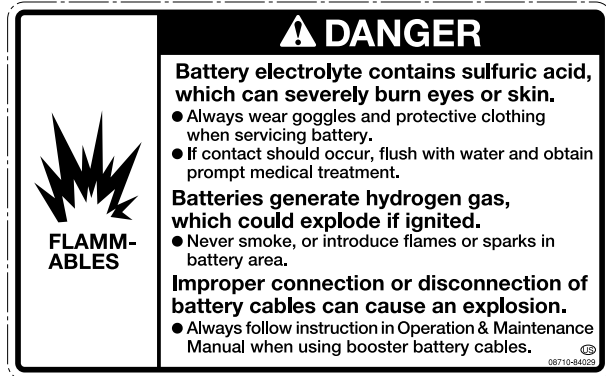 DANGER
Battery electrolyte contains sulfuric acid,
which can severely burn eyes or skin.
● Always wear goggles and protective clothing
when servicing battery.
● If contact should occur, flush with water and obtain
prompt medical treatment.
Batteries generate hydrogen gas,
which could explode if ignited.
● Never smoke, or introduce flames or sparks in
battery area.
Improper connection or disconnection of
battery cables can cause an explosion.
● Always follow instruction in Operation & Maintenance
Manual when using booster battery cables.
US
08710-84029
FLAMM-
ABLES